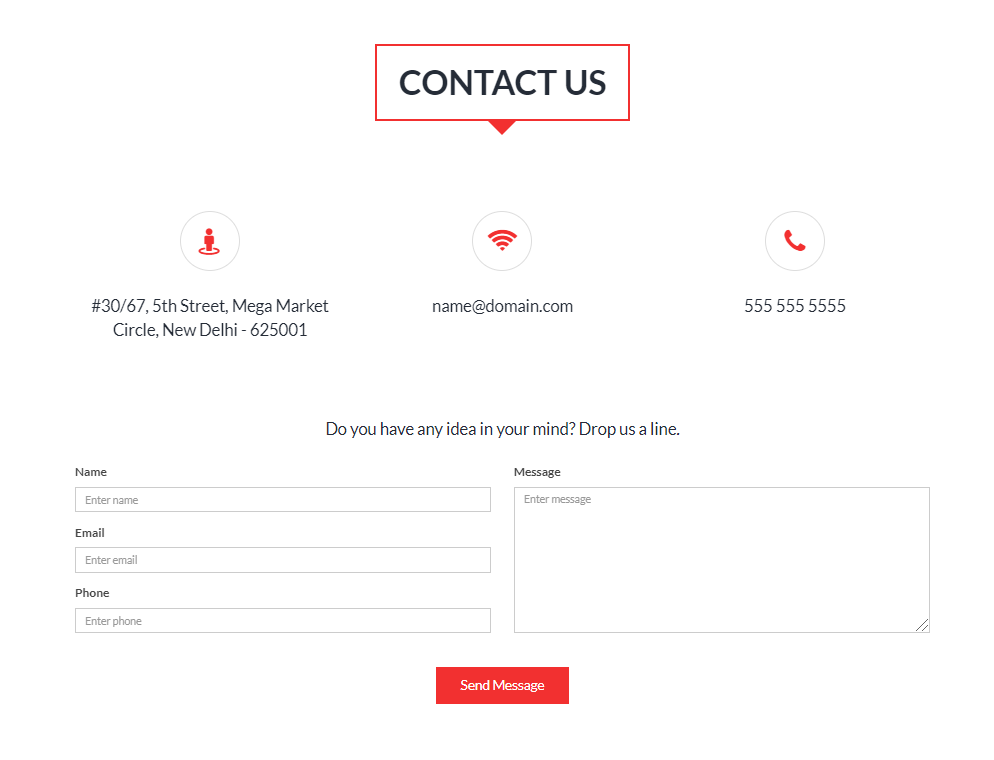 CONTACT US
#30/67, 5th Street, Mega Market
Circle, New Delhi - 625001
name@domain.com
555 555 5555
Do you have any idea in your mind? Drop us a line.
Name
Enter name
Email
Enter email
Phone
Enter phone
Message
Enter message
Send Message